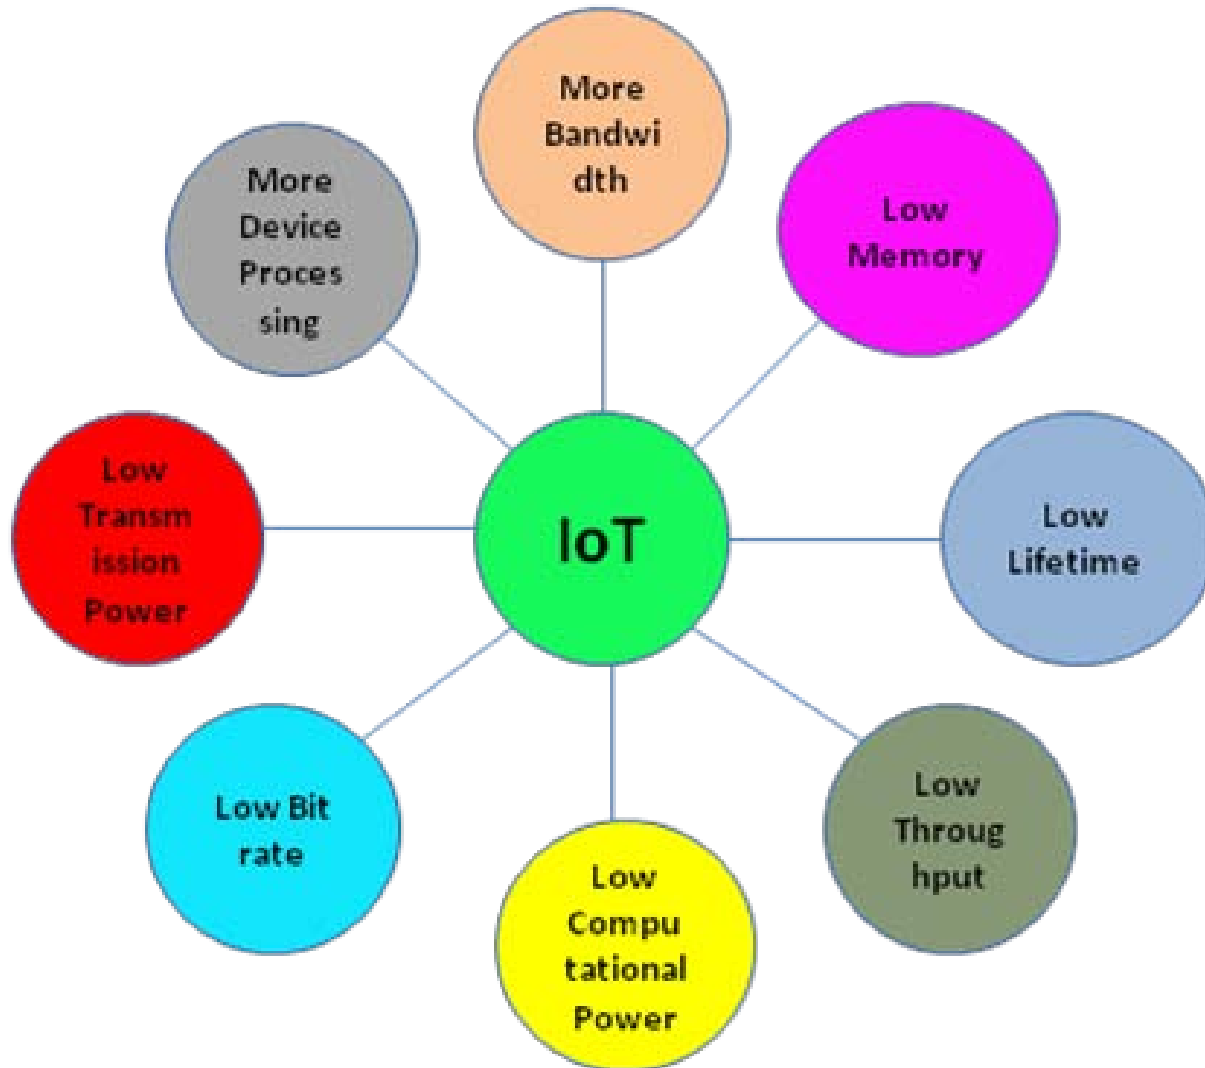 More
Bandwi
dth
Low
Memory
More
Device
Proces
sing
IoT
Low
Lifetime
Low
Transm
ission
Power
Low
Throug
hput
Low Bit
rate
Low
Compu
tational
Power